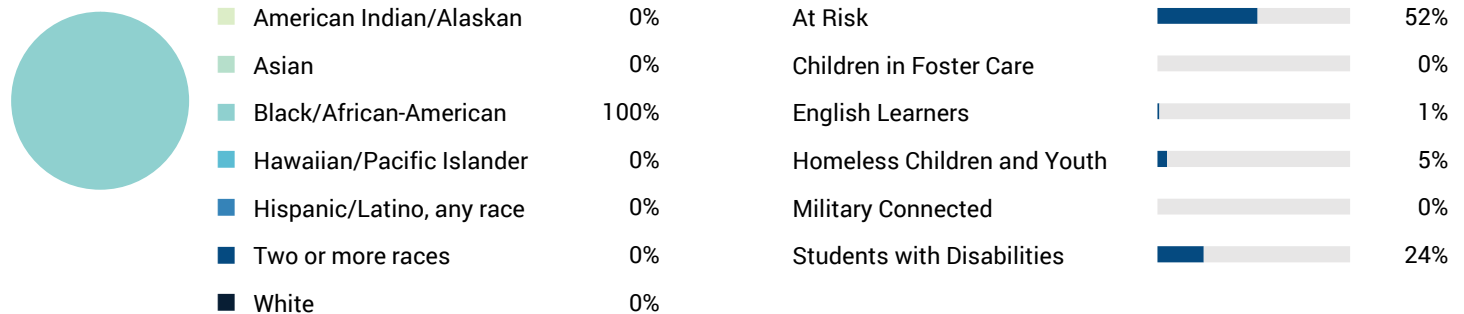 American Indian/Alaskan 0%
Asian 0%
Black/African-American 100%
Hawaiian/Pacific Islander 0%
Hispanic/Latino, any race 0%
Two or more races 0%
White 0%
At Risk 52%
Children in Foster Care 0%
English Learners 1%
Homeless Children and Youth 5%
Military Connected 0%
Students with Disabilities 24%